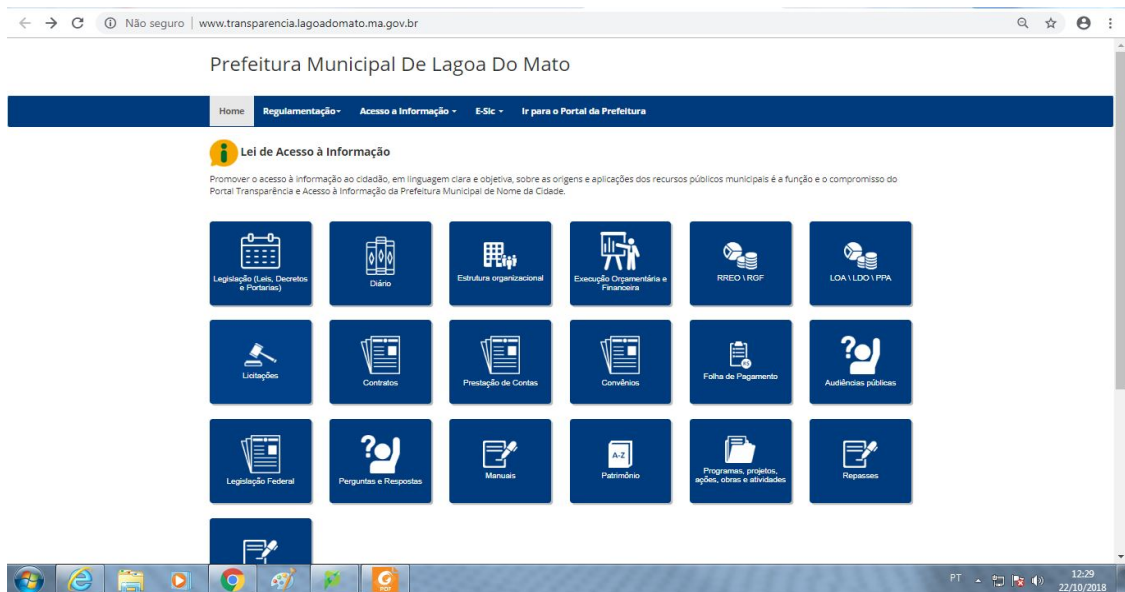 Não seguro | www.transparencia.lagoadomato.ma.gov.br
Prefeitura Municipal De Lagoa Do Mato
Home Regulamentação Acesso a Informação E-Sic Ir para o Portal da Prefeitura
i Lei de Acesso à Informação
Promover o acesso à informação ao cidadão, em linguagem clara e objetiva, sobre as origens e aplicações dos recursos públicos municipais é a função e o compromisso do
Portal Transparência e Acesso à Informação da Prefeitura Municipal de Nome da Cidade.
Legislação (Leis, Decretos
e Portarias)
Diário
Estrutura organizacional
Execução Orçamentária e
Financeira
RREO \ RGF
LOA \ LDO \ PPA
Licitações
Contratos
Prestação de Contas
Convênios
Folha de Pagamento
?
Audiências públicas
Legislação Federal
?
Perguntas e Respostas
Manuais
A-Z
Patrimônio
Programas, projetos,
ações, obras e atividades
Repasses
PDF
PT
12:29
22/10/2018